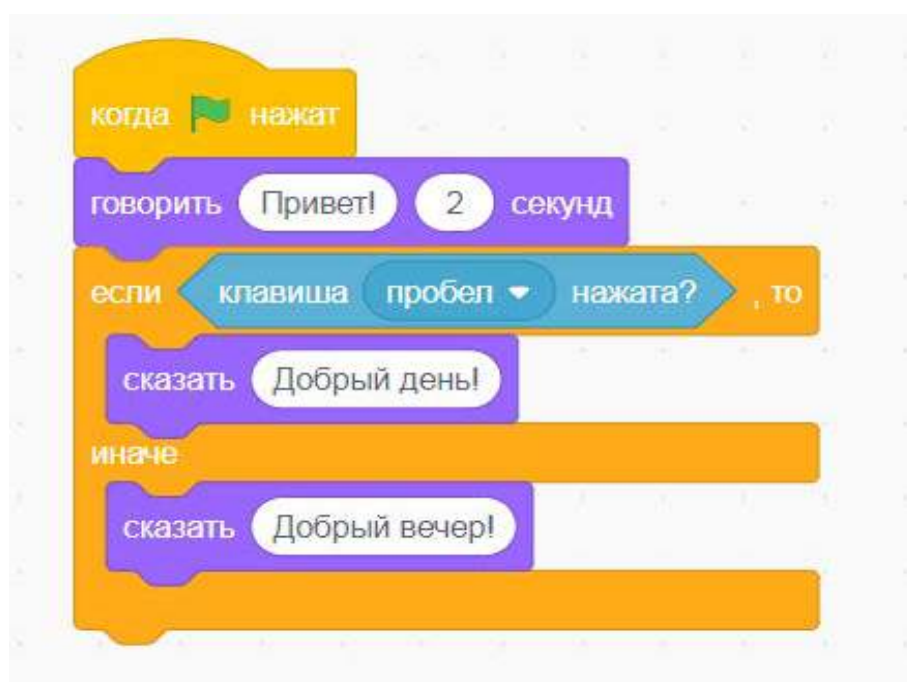 когда нажат
говорить Привет! 2 секунд
если клавиша пробел нажата? , то
сказать Добрый день!
иначе
сказать Добрый вечер!